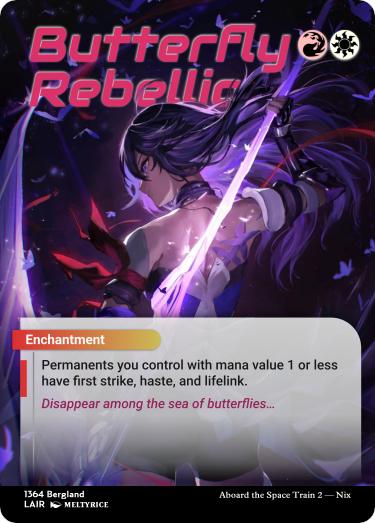 Butterfly
Rebellio
Enchantment
Permanents you control with mana value 1 or less
have first strike, haste, and lifelink.
Disappear among the sea of butterflies…
1364 Bergland
LAIR MELTYRICE
Aboard the Space Train 2 — Nix